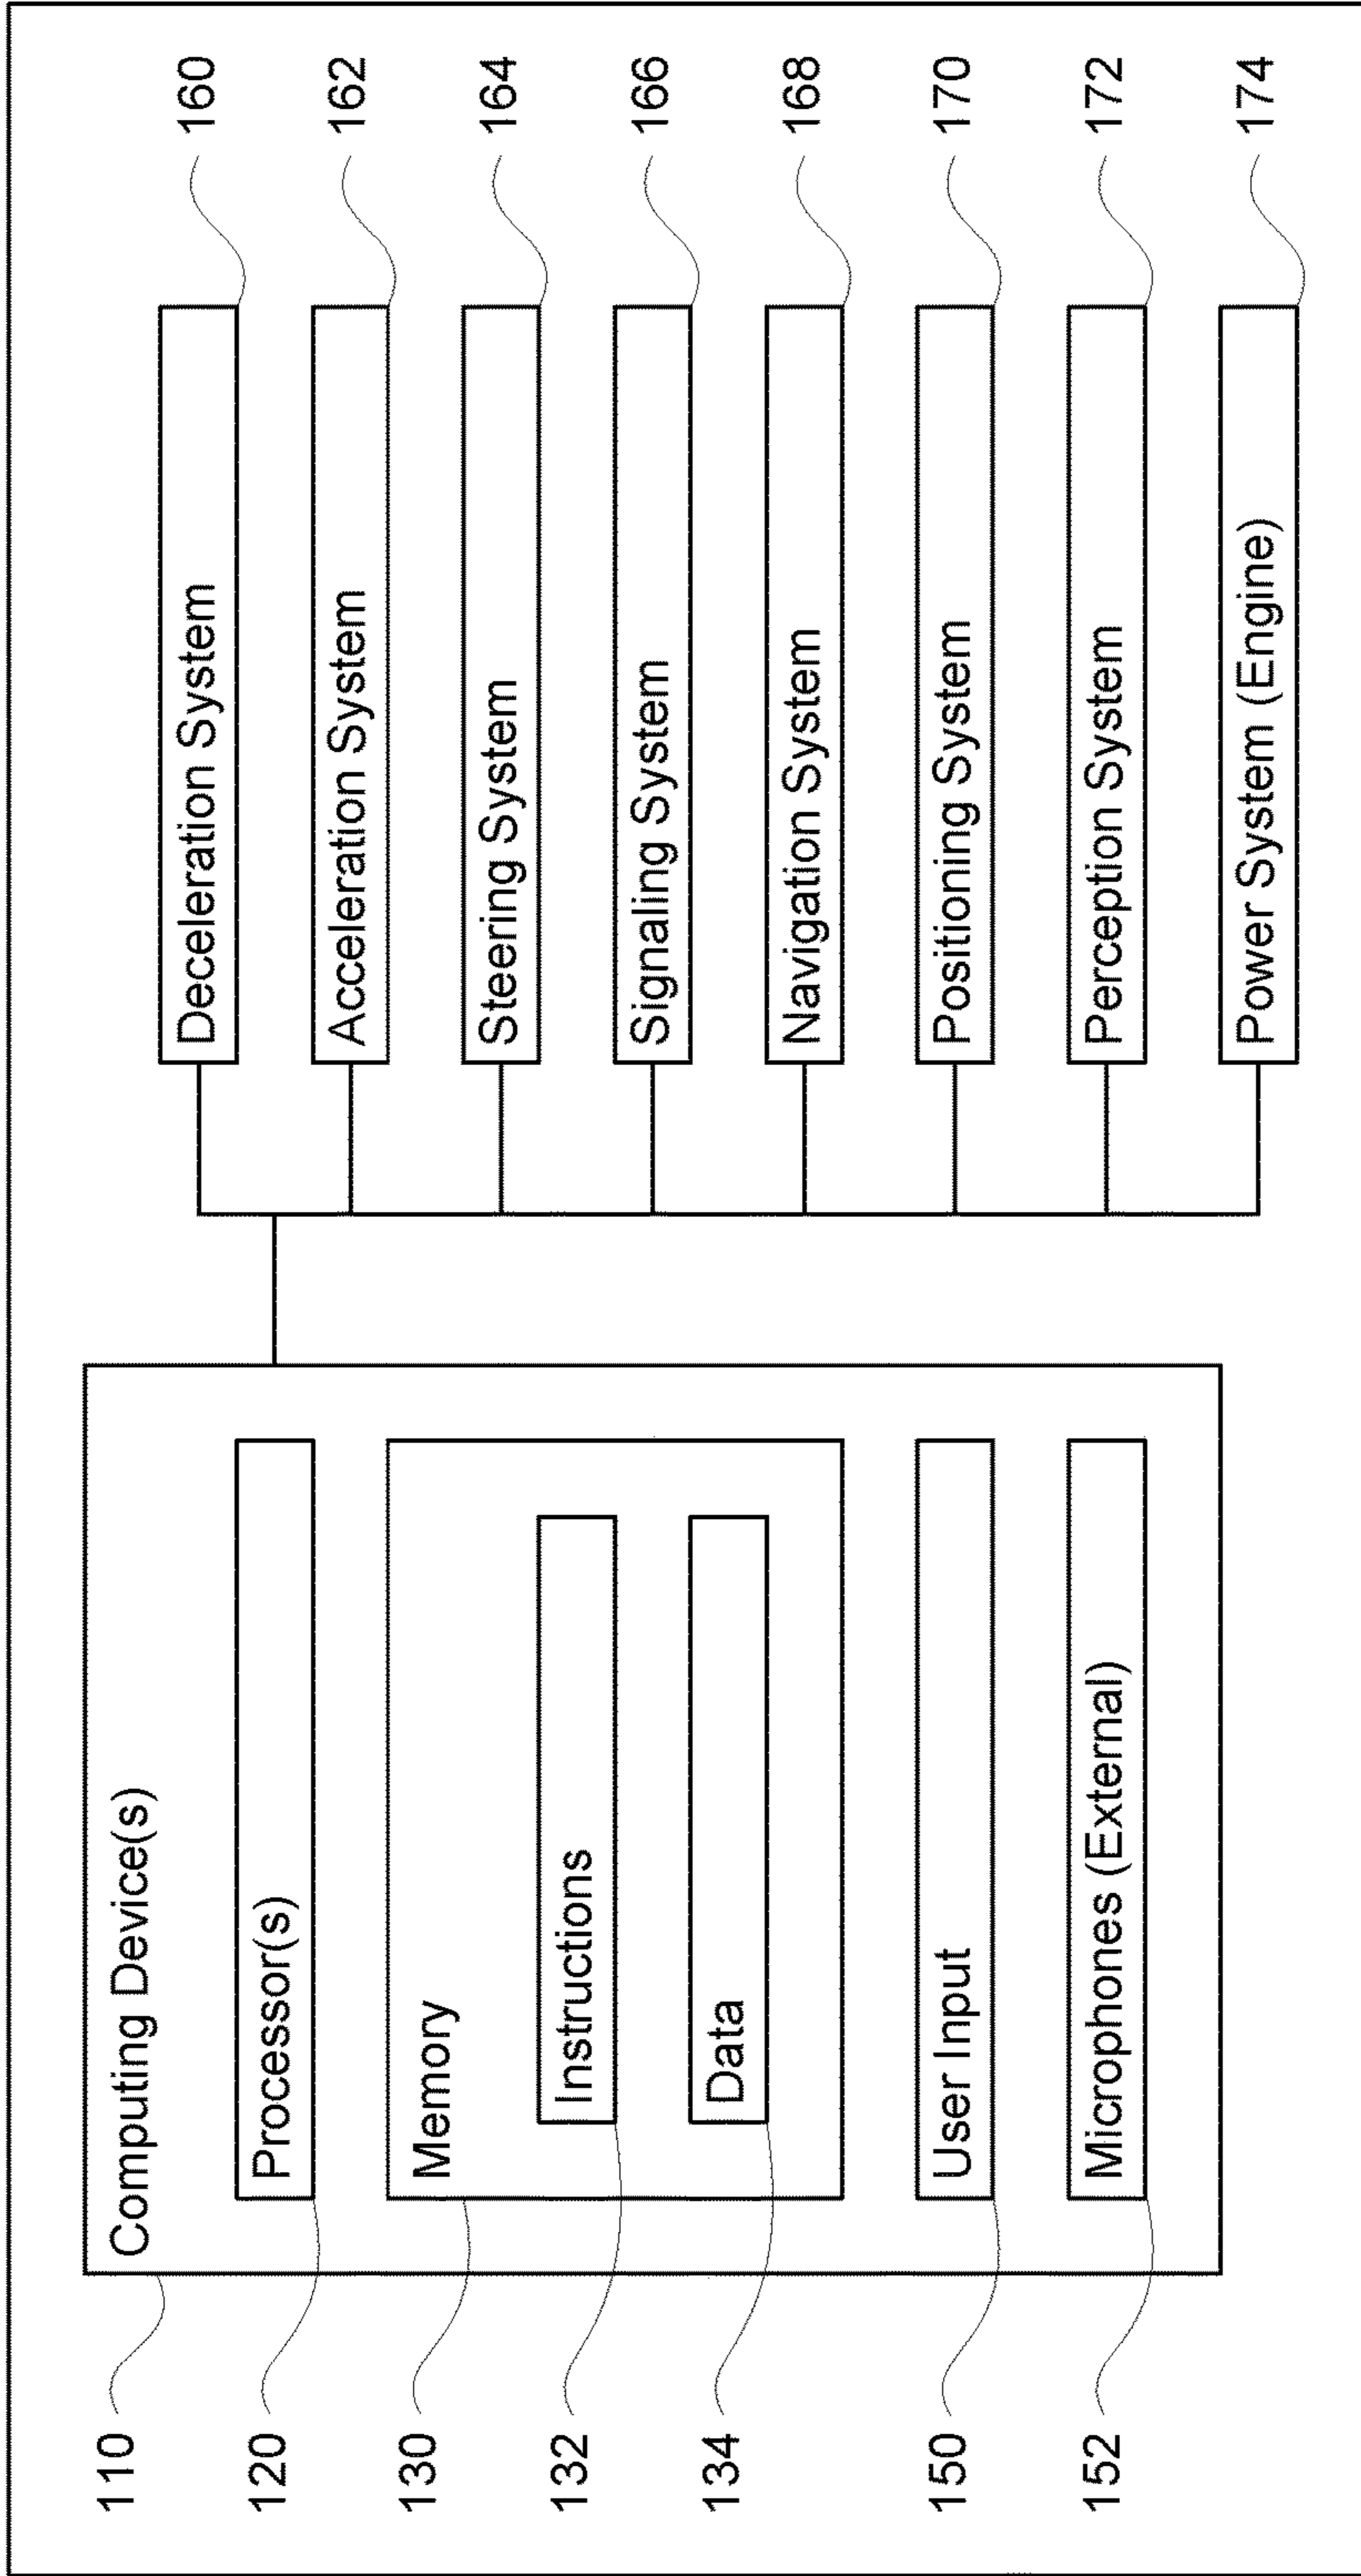 110
Computing Device(s)
120
Processor(s)
130
Memory
132
Instructions
134
Data
150
User Input
152
Microphones (External)
Deceleration System
160
Acceleration System
162
Steering System
164
Signaling System
166
Navigation System
168
Positioning System
170
Perception System
172
Power System (Engine)
174